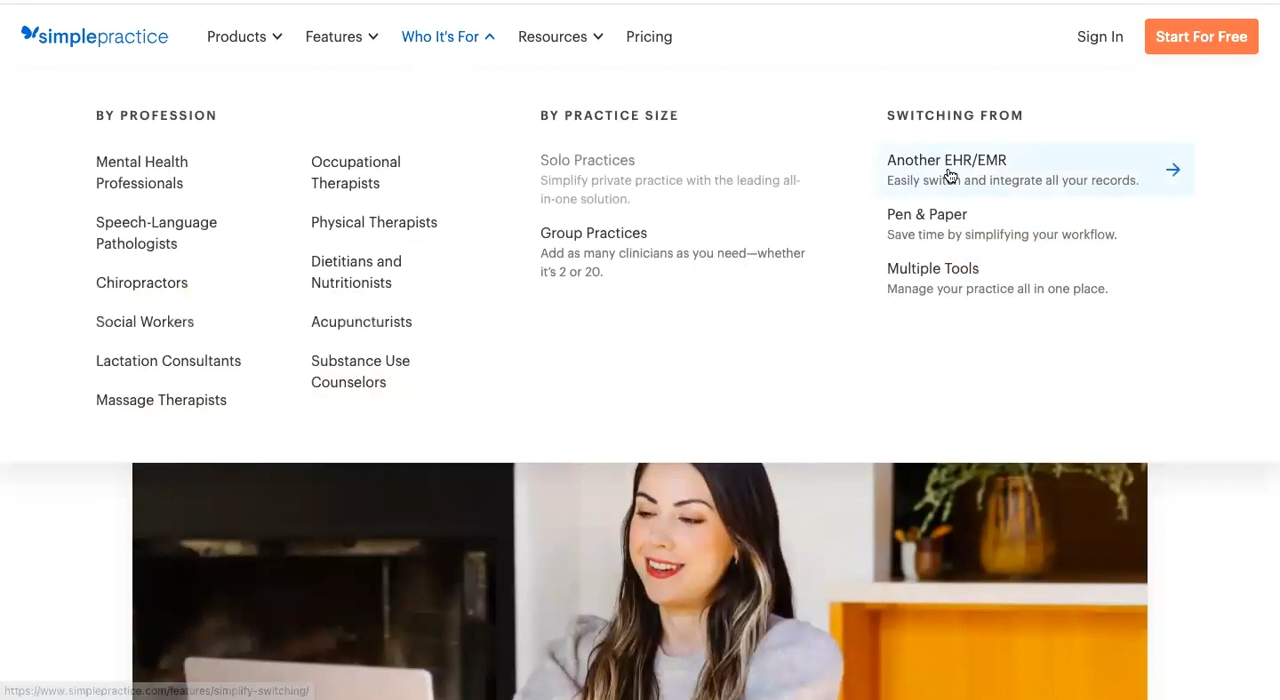 simplepractice Products Features Who It's For Resources Pricing Sign In Start For Free
BY PROFESSION
Mental Health
Professionals
Speech-Language
Pathologists
Chiropractors
Social Workers
Lactation Consultants
Massage Therapists
Occupational
Therapists
Physical Therapists
Dietitians and
Nutritionists
Acupuncturists
Substance Use
Counselors
BY PRACTICE SIZE
Solo Practices
Simplify private practice with the leading all-
in-one solution.
Group Practices
Add as many clinicians as you need—whether
it's 2 or 20.
SWITCHING FROM
Another EHR/EMR
Easily switch and integrate all your records.
Pen & Paper
Save time by simplifying your workflow.
Multiple Tools
Manage your practice all in one place.
https://www.simplepractice.com/features/simplify-switching/